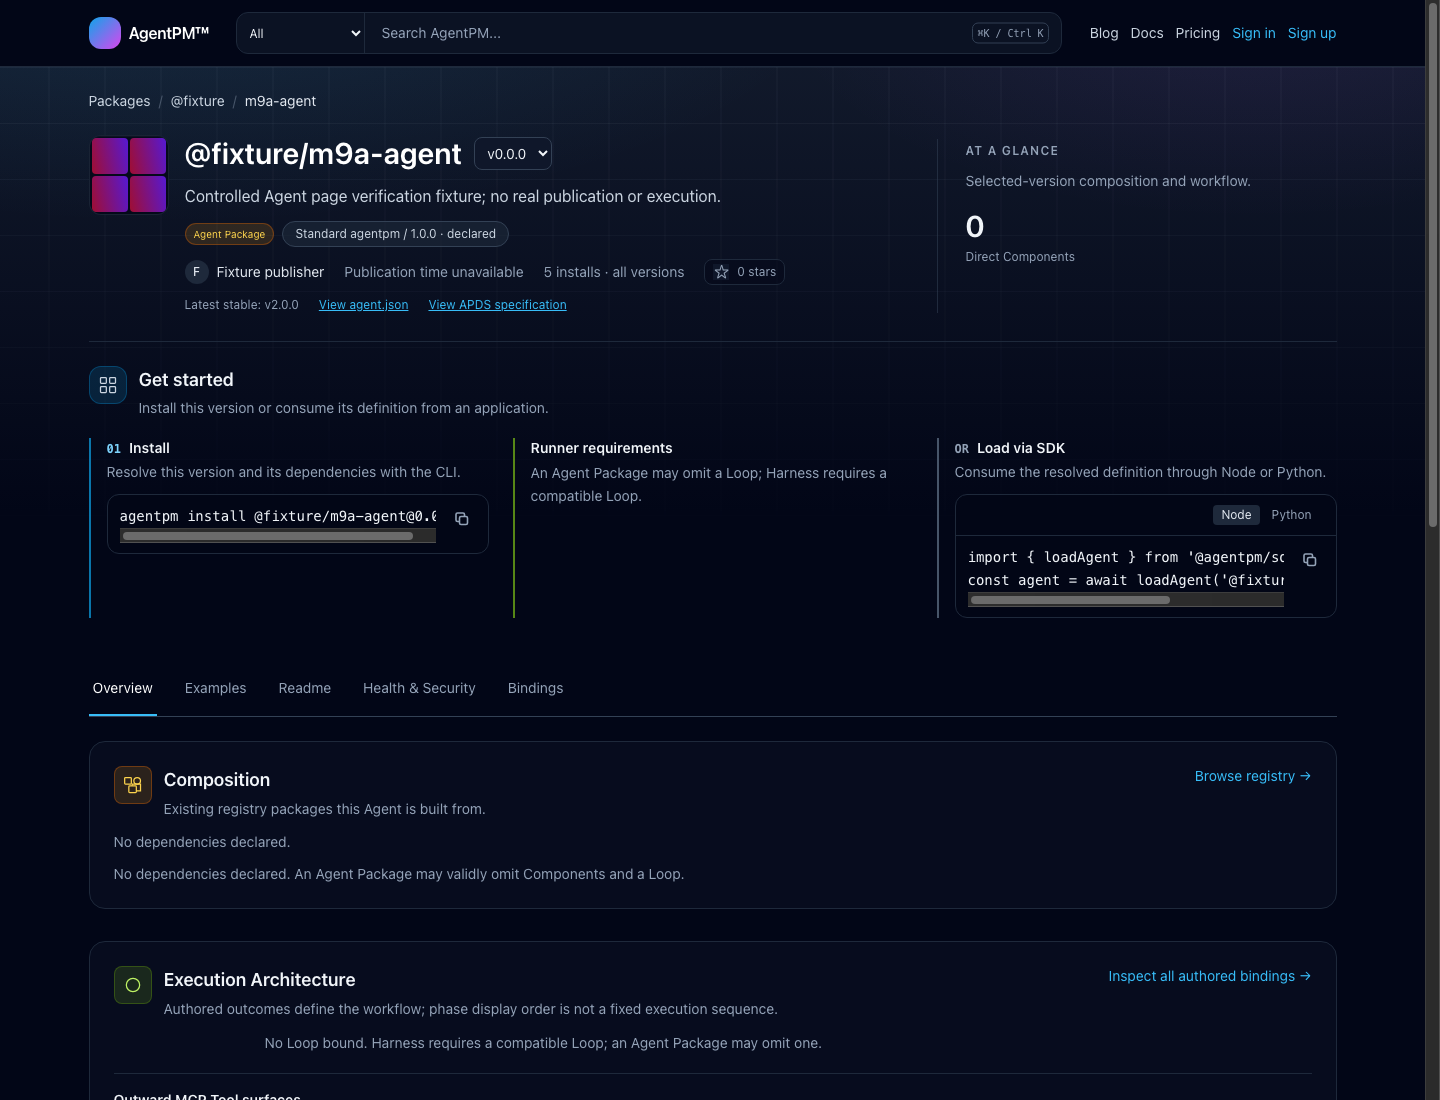 AgentPM™
All
Search AgentPM...
⌘K / Ctrl K
Blog Docs Pricing Sign in Sign up
Packages / @fixture / m9a-agent
@fixture/m9a-agent
v0.0.0
Controlled Agent page verification fixture; no real publication or execution.
Agent Package
Standard agentpm / 1.0.0 · declared
F Fixture publisher Publication time unavailable 5 installs · all versions 0 stars
Latest stable: v2.0.0 View agent.json View APDS specification
AT A GLANCE
Selected-version composition and workflow.
0
Direct Components
Get started
Install this version or consume its definition from an application.
01 Install
Resolve this version and its dependencies with the CLI.
agentpm install @fixture/m9a-agent@0.0
Runner requirements
An Agent Package may omit a Loop; Harness requires a
compatible Loop.
OR Load via SDK
Consume the resolved definition through Node or Python.
Node Python
import { loadAgent } from '@agentpm/sd
const agent = await loadAgent('@fixtur
Overview Examples Readme Health & Security Bindings
Composition
Browse registry →
Existing registry packages this Agent is built from.
No dependencies declared.
No dependencies declared. An Agent Package may validly omit Components and a Loop.
Execution Architecture
Inspect all authored bindings →
Authored outcomes define the workflow; phase display order is not a fixed execution sequence.
No Loop bound. Harness requires a compatible Loop; an Agent Package may omit one.
Outward MCP Tool surfaces